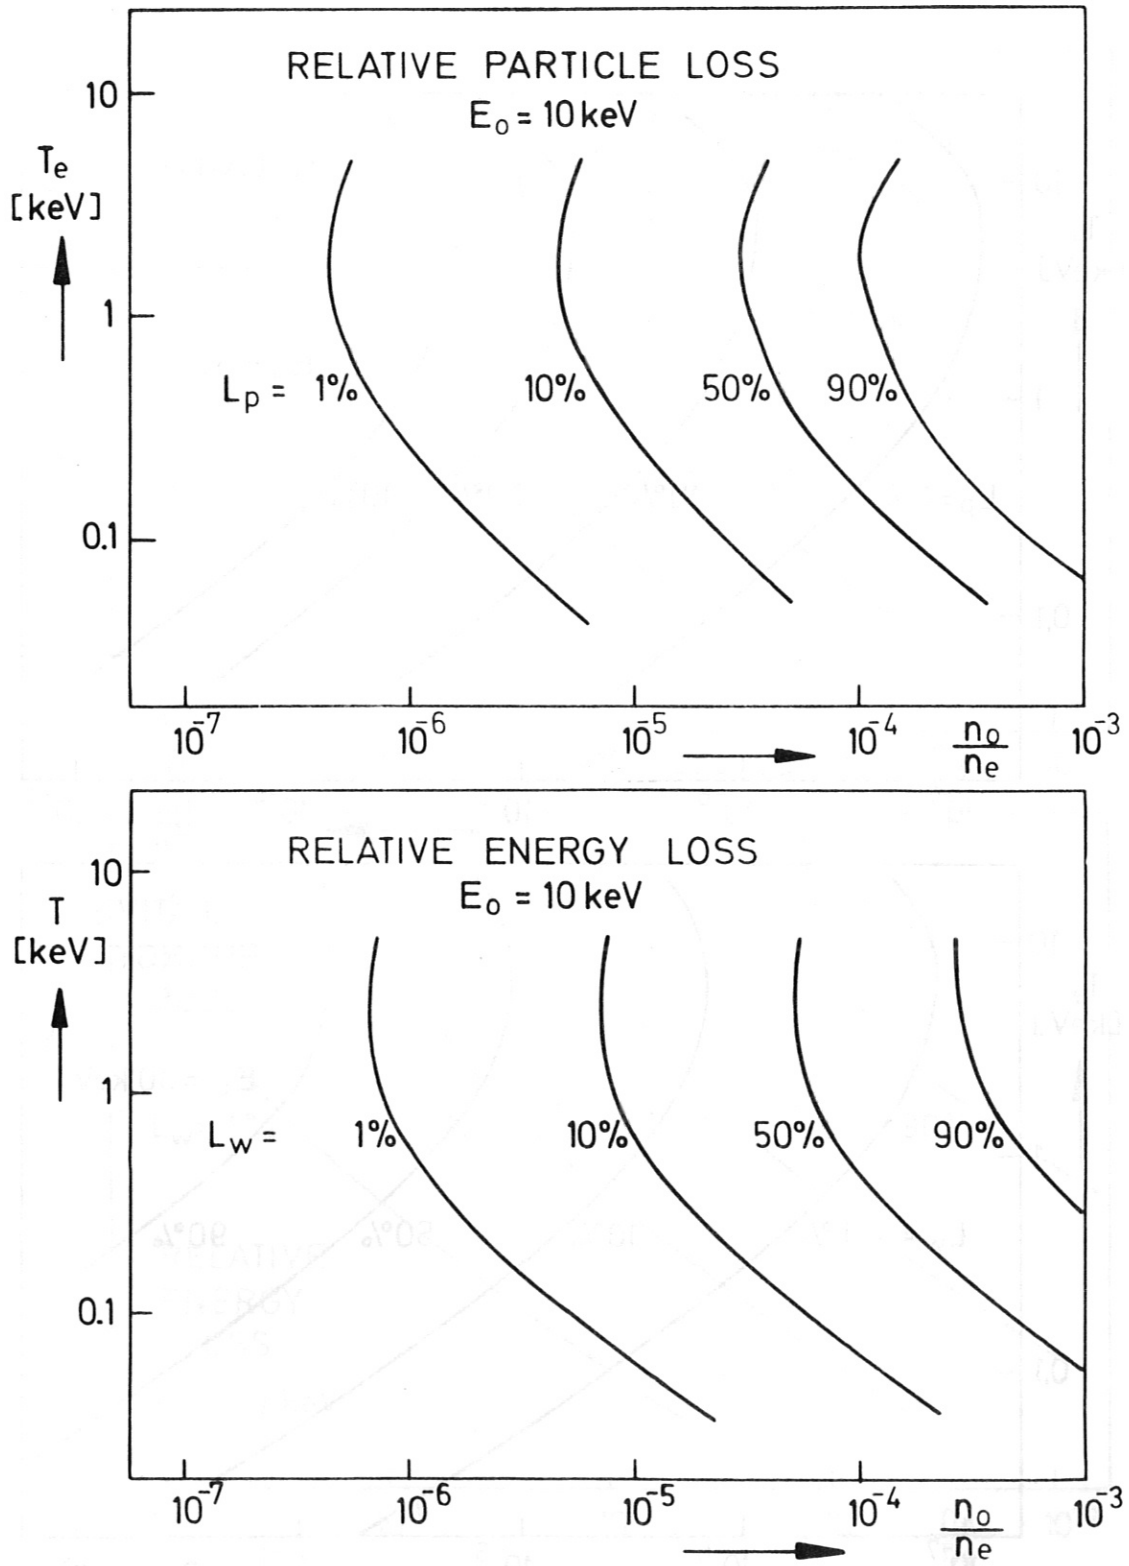 RELATIVE PARTICLE LOSS
E₀ = 10 keV
10
Tₑ
[keV]
1
Lₚ = 1% 10% 50% 90%
0.1
10⁻⁷ 10⁻⁶ 10⁻⁵ 10⁻⁴ n₀/nₑ 10⁻³
RELATIVE ENERGY LOSS
E₀ = 10 keV
10
T
[keV]
1
L_w = 1% 10% 50% 90%
0.1
10⁻⁷ 10⁻⁶ 10⁻⁵ 10⁻⁴ n₀/nₑ 10⁻³